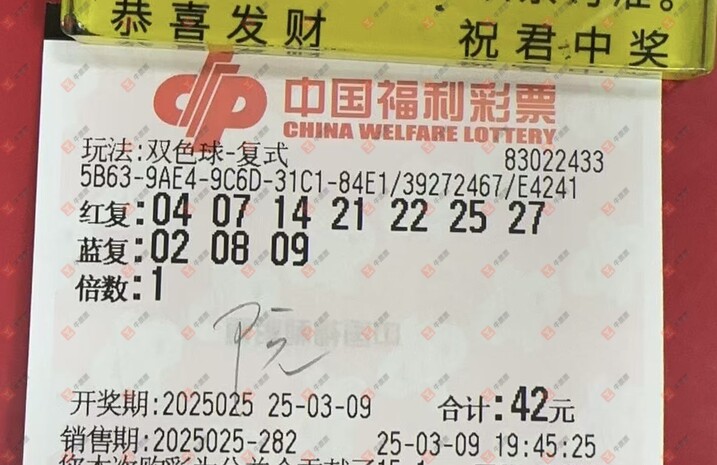 恭喜发财 祝君中奖
中国福利彩票
CHINA WELFARE LOTTERY
玩法:双色球-复式 83022433
5B63-9AE4-9C6D-31C1-84E1/39272467/E4241
红复:04 07 14 21 22 25 27
蓝复:02 08 09
倍数:1
开奖期:2025025 25-03-09 合计:42元
销售期:2025025-282 25-03-09 19:45:25